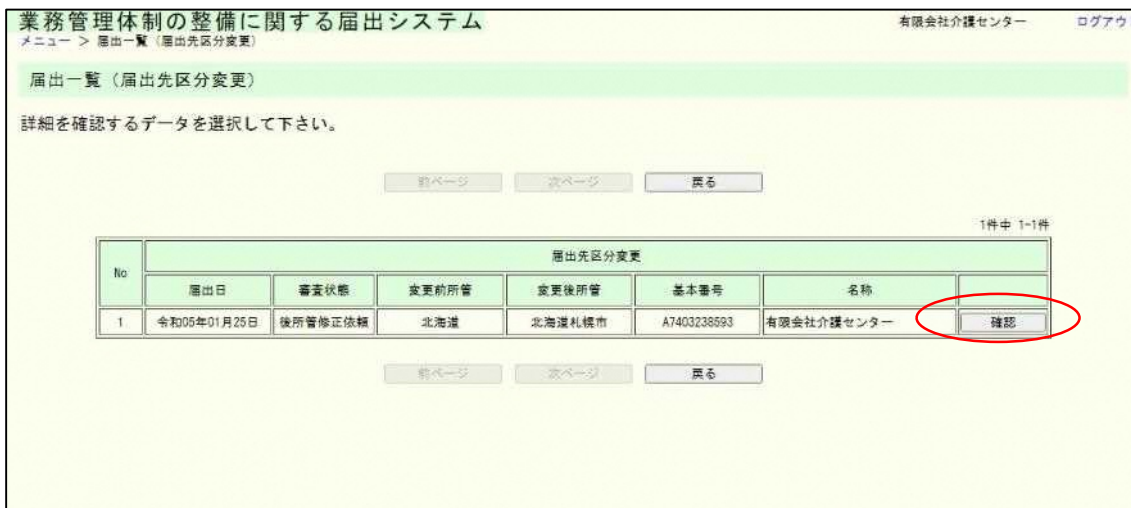 業務管理体制の整備に関する届出システム
有限会社介護センター ログアウ
メニュー > 届出一覧（届出先区分変更）
届出一覧（届出先区分変更）
詳細を確認するデータを選択して下さい。
前ページ 次ページ 戻る
1件中 1-1件
No 届出先区分変更
届出日 審査状態 変更前所管 変更後所管 基本番号 名称
1 令和05年01月25日 後所管修正依頼 北海道 北海道札幌市 A7403238593 有限会社介護センター 確認
前ページ 次ページ 戻る